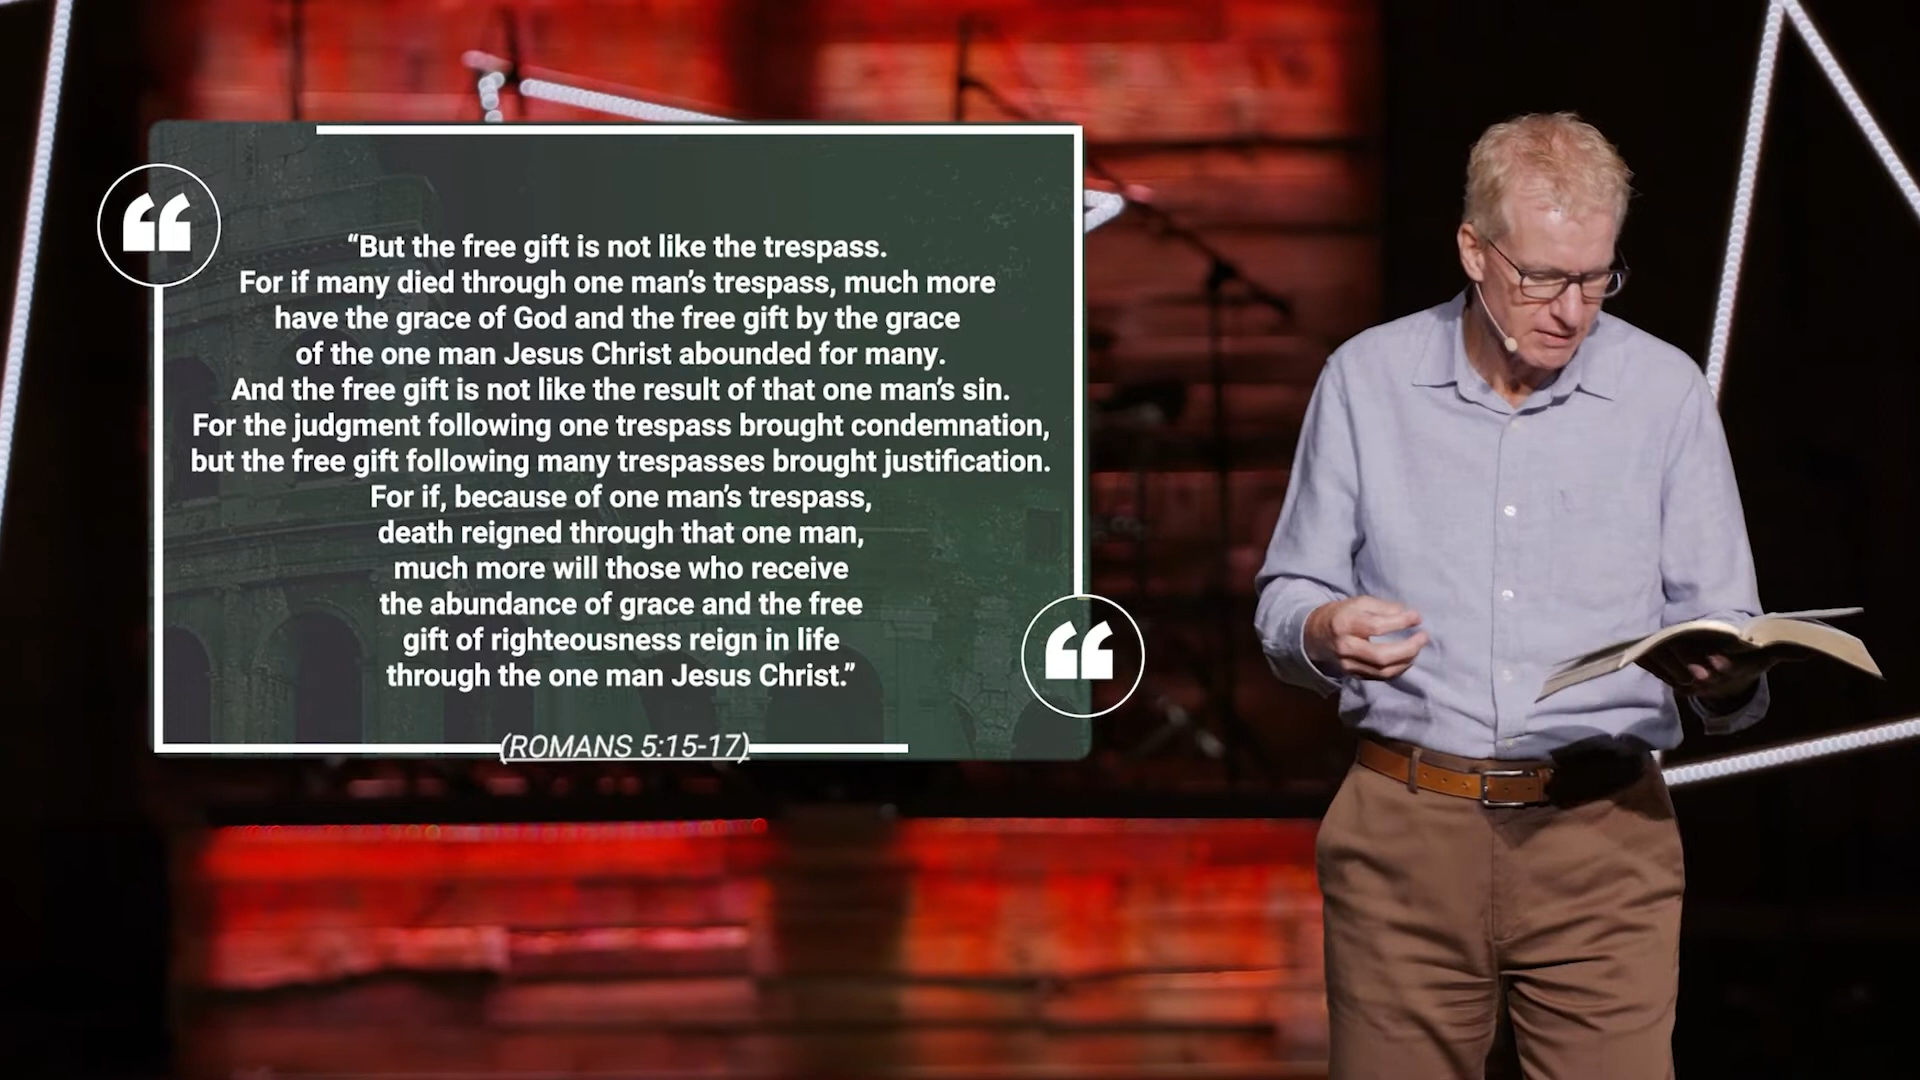 “But the free gift is not like the trespass.
For if many died through one man’s trespass, much more
have the grace of God and the free gift by the grace
of the one man Jesus Christ abounded for many.
And the free gift is not like the result of that one man’s sin.
For the judgment following one trespass brought condemnation,
but the free gift following many trespasses brought justification.
For if, because of one man’s trespass,
death reigned through that one man,
much more will those who receive
the abundance of grace and the free
gift of righteousness reign in life
through the one man Jesus Christ.”
(ROMANS 5:15-17)